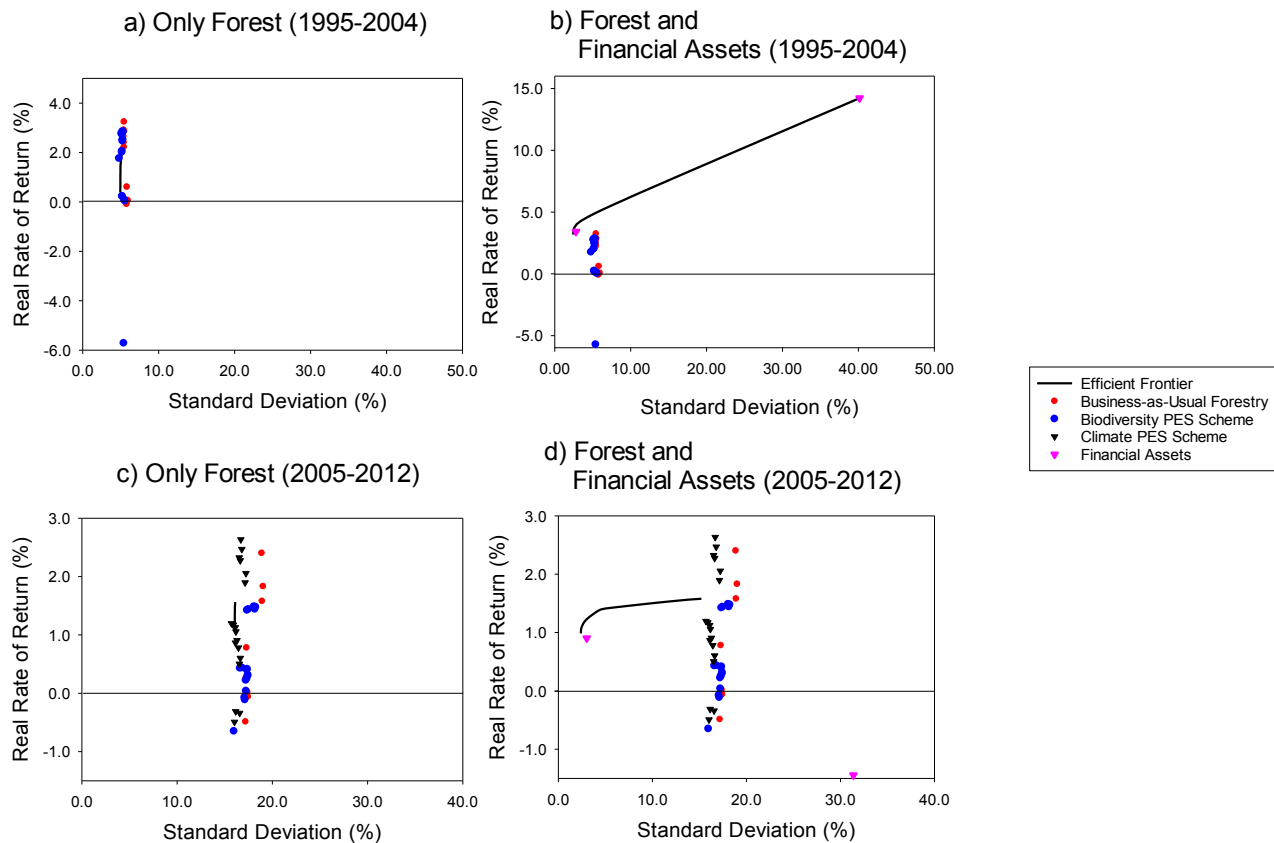 a) Only Forest (1995-2004)
Real Rate of Return (%)
4.0
2.0
0.0
-2.0
-4.0
-6.0
0.0 10.0 20.0 30.0 40.0 50.0
Standard Deviation (%)
b) Forest and
Financial Assets (1995-2004)
Real Rate of Return (%)
15.0
10.0
5.0
0.0
-5.0
0.0 10.00 20.00 30.00 40.00 50.00
Standard Deviation (%)
Efficient Frontier
Business-as-Usual Forestry
Biodiversity PES Scheme
Climate PES Scheme
Financial Assets
c) Only Forest (2005-2012)
Real Rate of Return (%)
3.0
2.0
1.0
0.0
-1.0
0.0 10.0 20.0 30.0 40.0
Standard Deviation (%)
d) Forest and
Financial Assets (2005-2012)
Real Rate of Return (%)
3.0
2.0
1.0
0.0
-1.0
0.0 10.0 20.0 30.0 40.0
Standard Deviation (%)